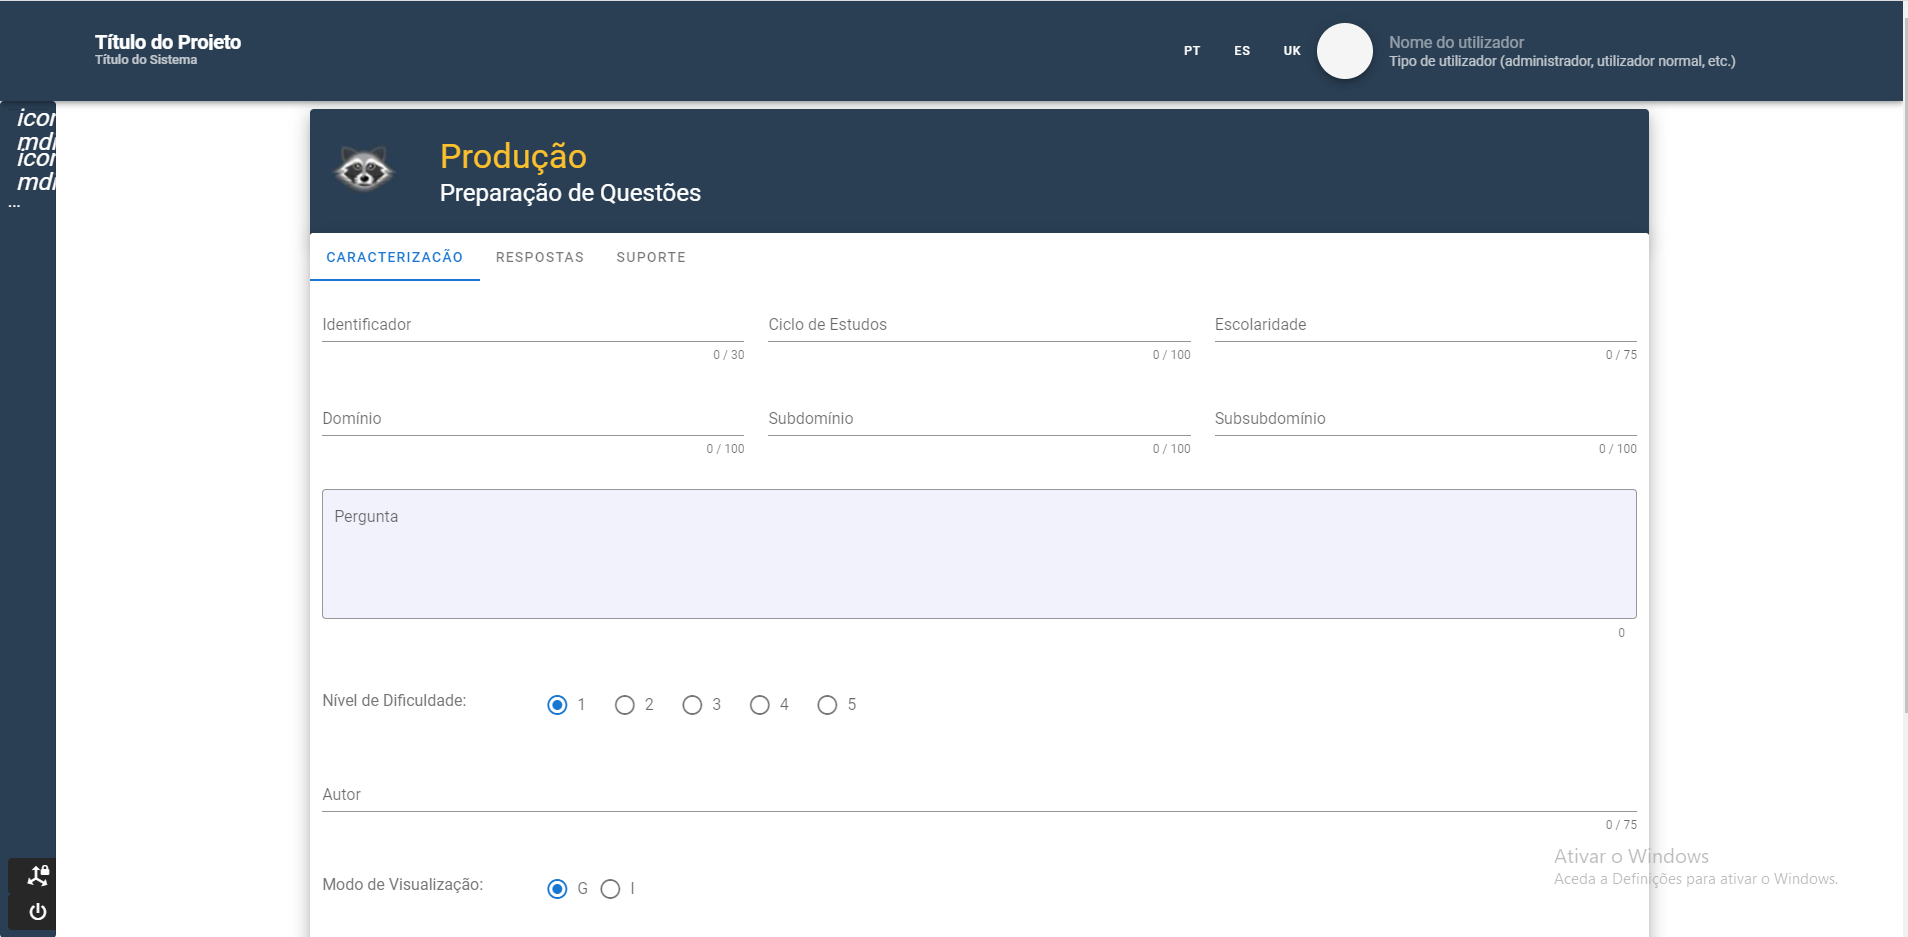 Título do Projeto
Título do Sistema
PT ES UK
Nome do utilizador
Tipo de utilizador (administrador, utilizador normal, etc.)
icon
mdi
icon
mdi
...
Produção
Preparação de Questões
CARACTERIZACÃO RESPOSTAS SUPORTE
Identificador Ciclo de Estudos Escolaridade
0 / 30 0 / 100 0 / 75
Domínio Subdomínio Subsubdomínio
0 / 100 0 / 100 0 / 100
Pergunta
0
Nível de Dificuldade: 1 2 3 4 5
Autor
0 / 75
Modo de Visualização: G I
Ativar o Windows
Aceda a Definições para ativar o Windows.